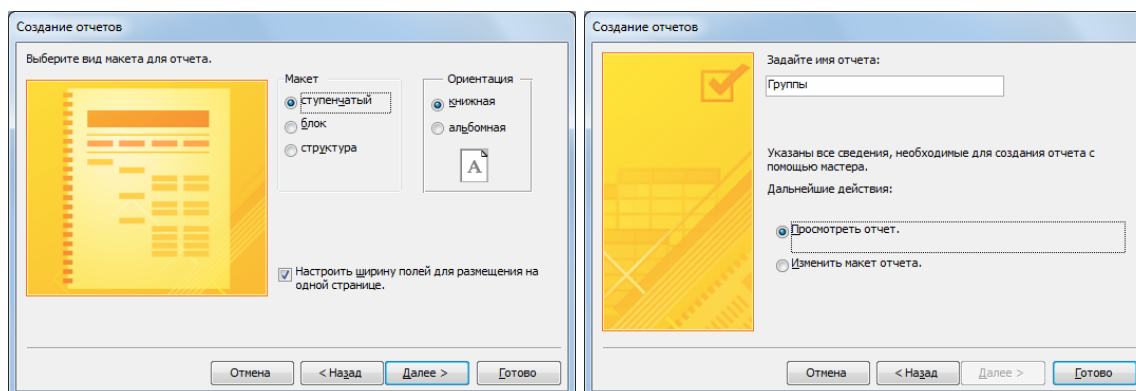 Создание отчетов
Выберите вид макета для отчета.
Макет
ступенчатый
блок
структура
Ориентация
книжная
альбомная
A
Настроить ширину полей для размещения на
одной странице.
Отмена
< Назад
Далее >
Готово
Создание отчетов
Задайте имя отчета:
Группы
Указаны все сведения, необходимые для создания отчета с
помощью мастера.
Дальнейшие действия:
Просмотреть отчет.
Изменить макет отчета.
Отмена
< Назад
Далее >
Готово